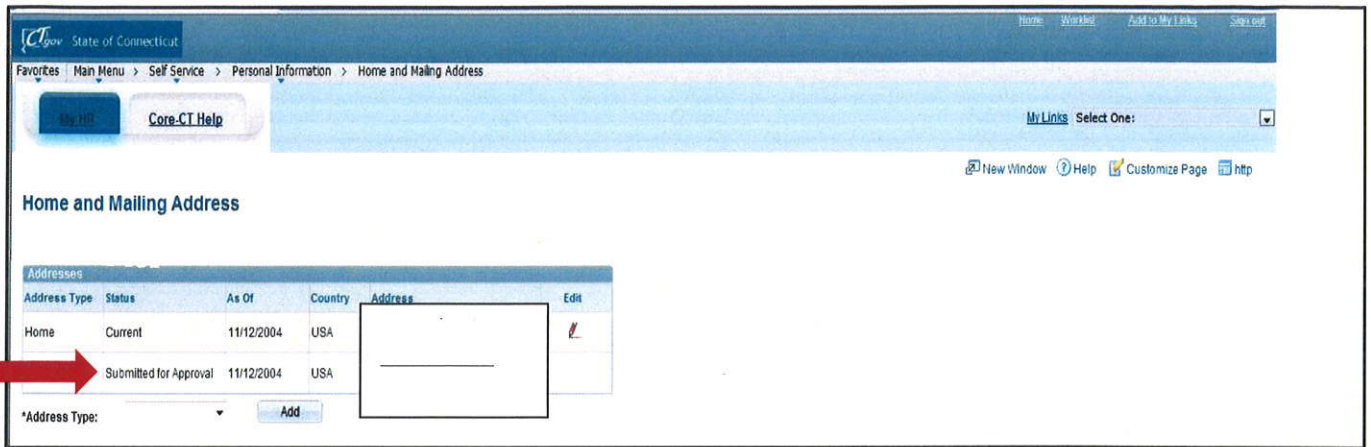 Home Worklist Add to My Links Sign out
CT.gov State of Connecticut
Favorites Main Menu > Self Service > Personal Information > Home and Mailing Address
My HR Core-CT Help My Links Select One:
New Window Help Customize Page http
Home and Mailing Address
Addresses
Address Type Status As Of Country Address Edit
Home Current 11/12/2004 USA
Submitted for Approval 11/12/2004 USA
*Address Type: Add